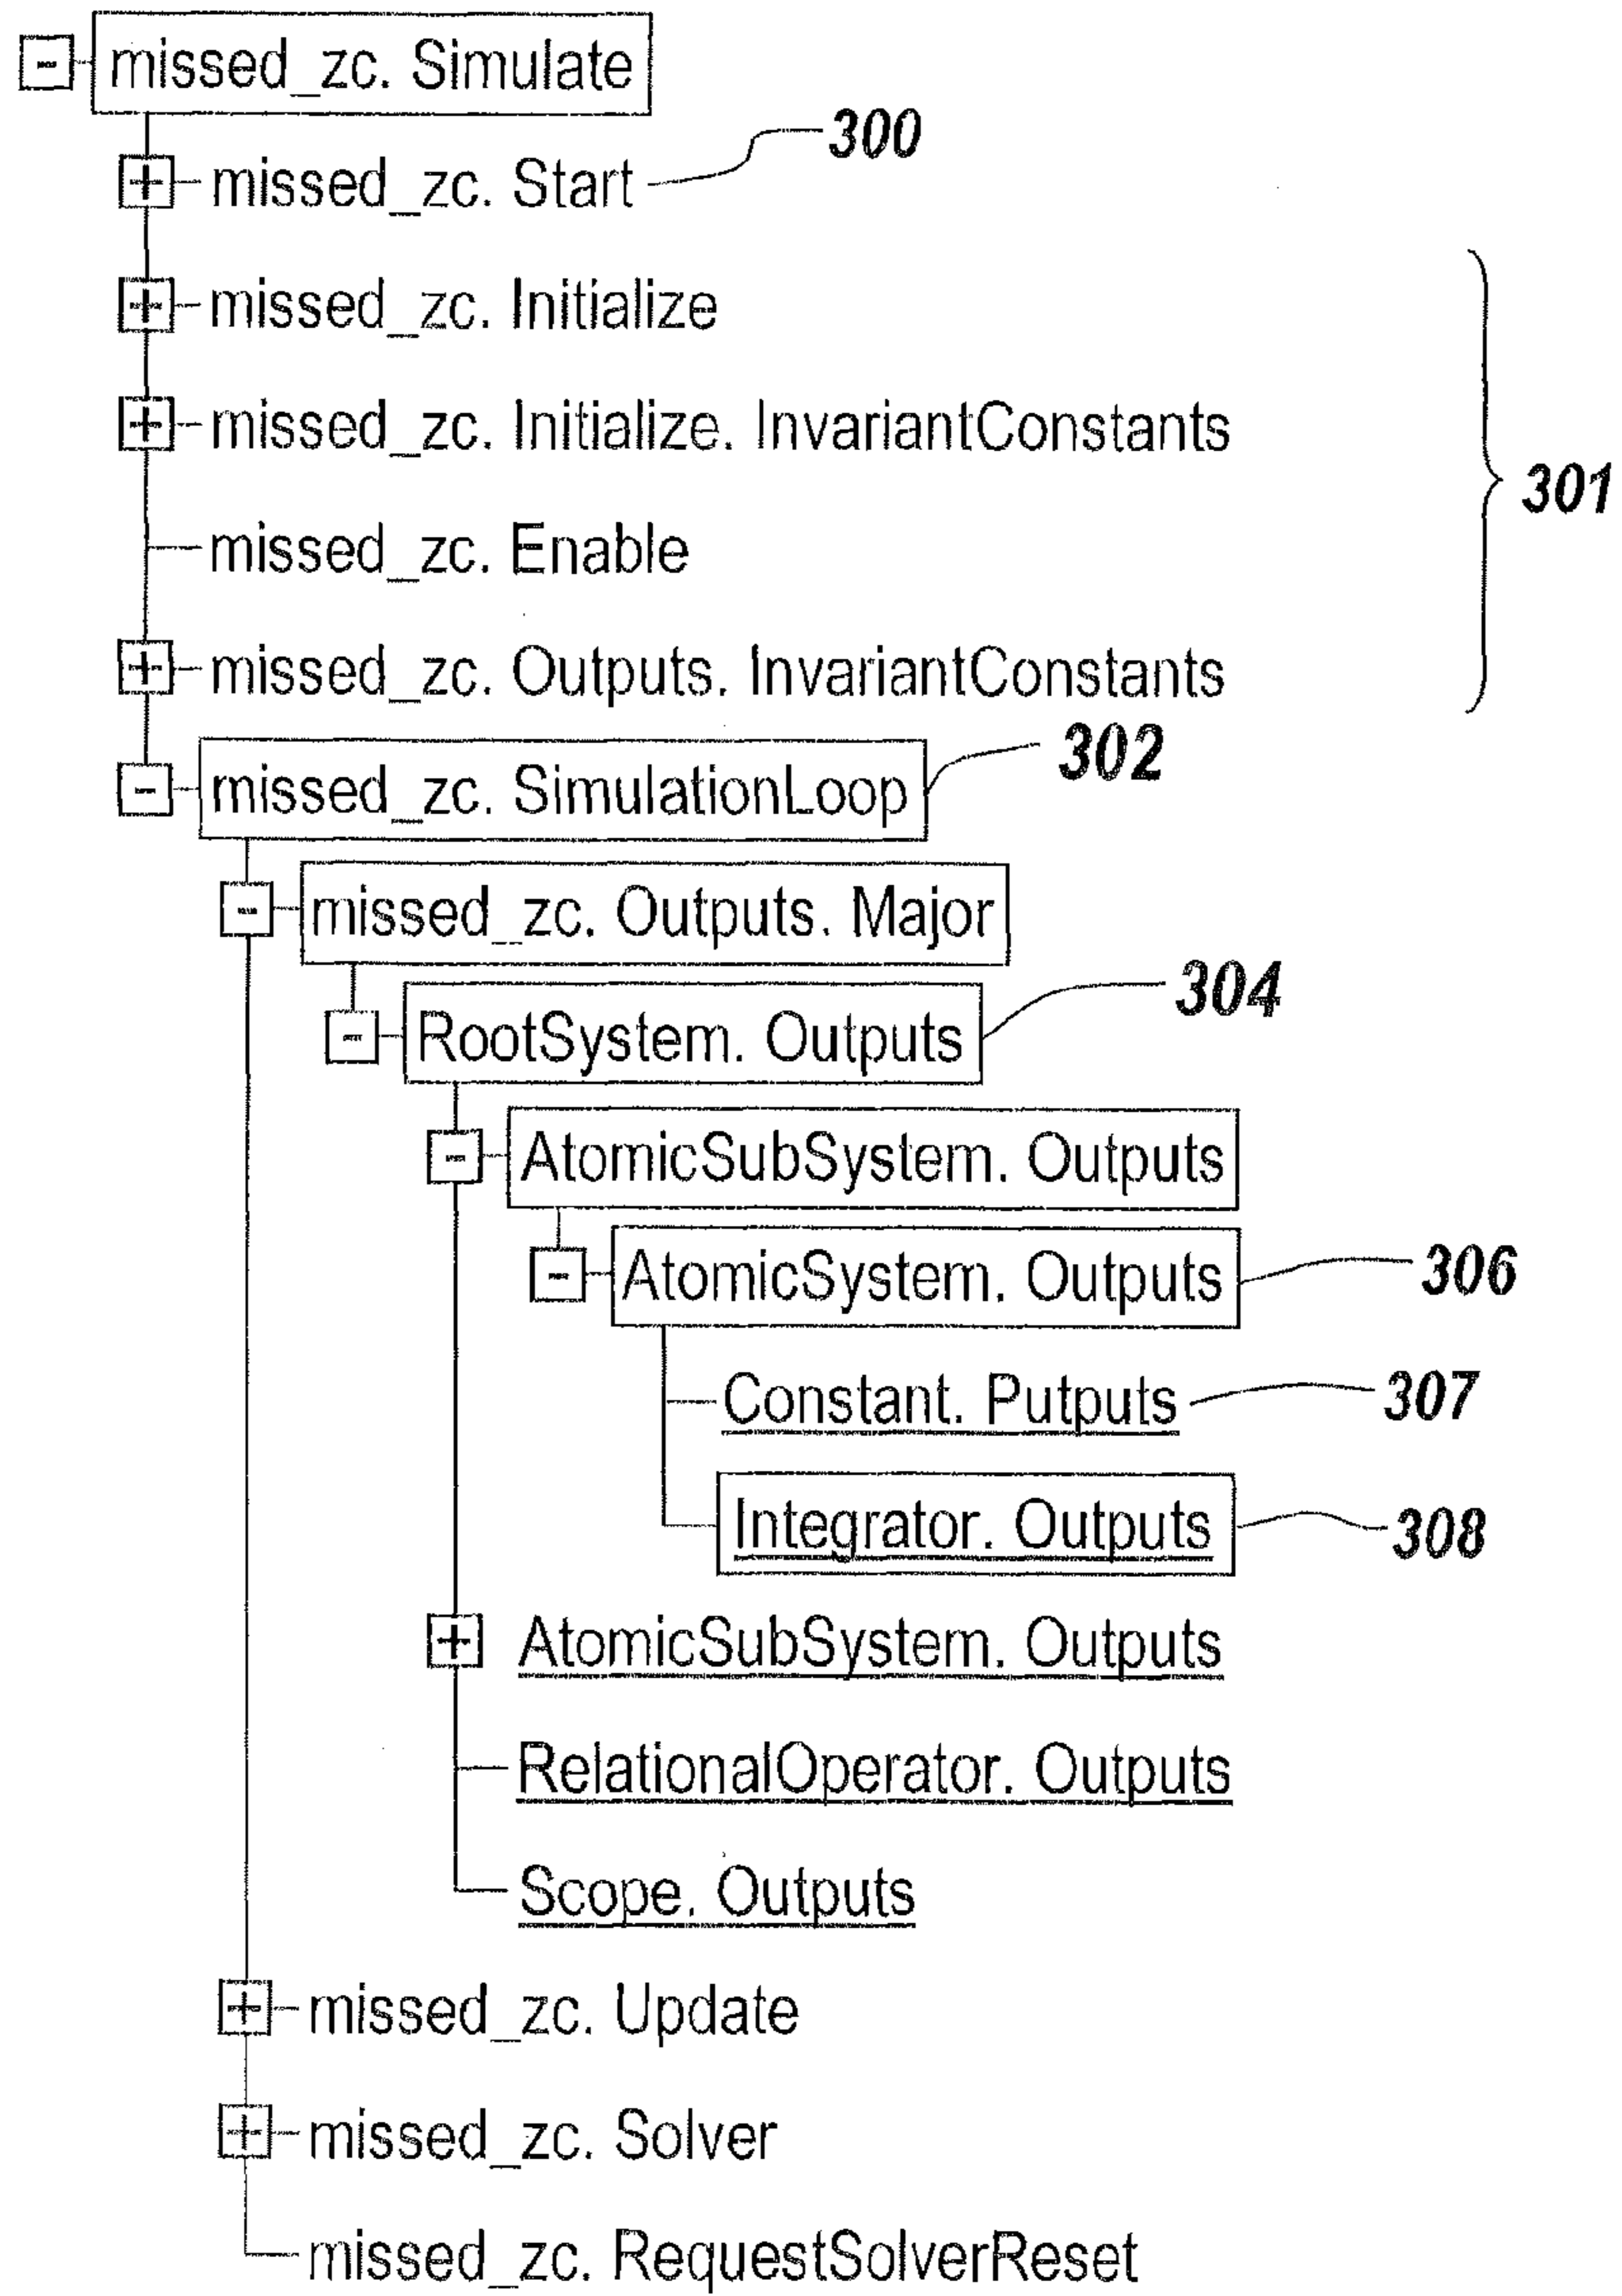 missed_zc. Simulate
300
missed_zc. Start
missed_zc. Initialize
missed_zc. Initialize. InvariantConstants
301
missed_zc. Enable
missed_zc. Outputs. InvariantConstants
302
missed_zc. SimulationLoop
missed_zc. Outputs. Major
304
RootSystem. Outputs
AtomicSubSystem. Outputs
AtomicSystem. Outputs
306
Constant. Putputs
307
Integrator. Outputs
308
AtomicSubSystem. Outputs
RelationalOperator. Outputs
Scope. Outputs
missed_zc. Update
missed_zc. Solver
missed_zc. RequestSolverReset